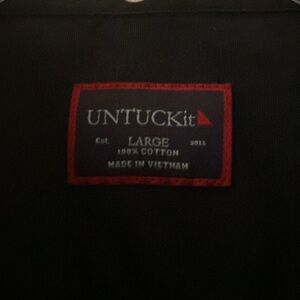 UNTUCKit
Est. LARGE 2011
100% COTTON
MADE IN VIETNAM